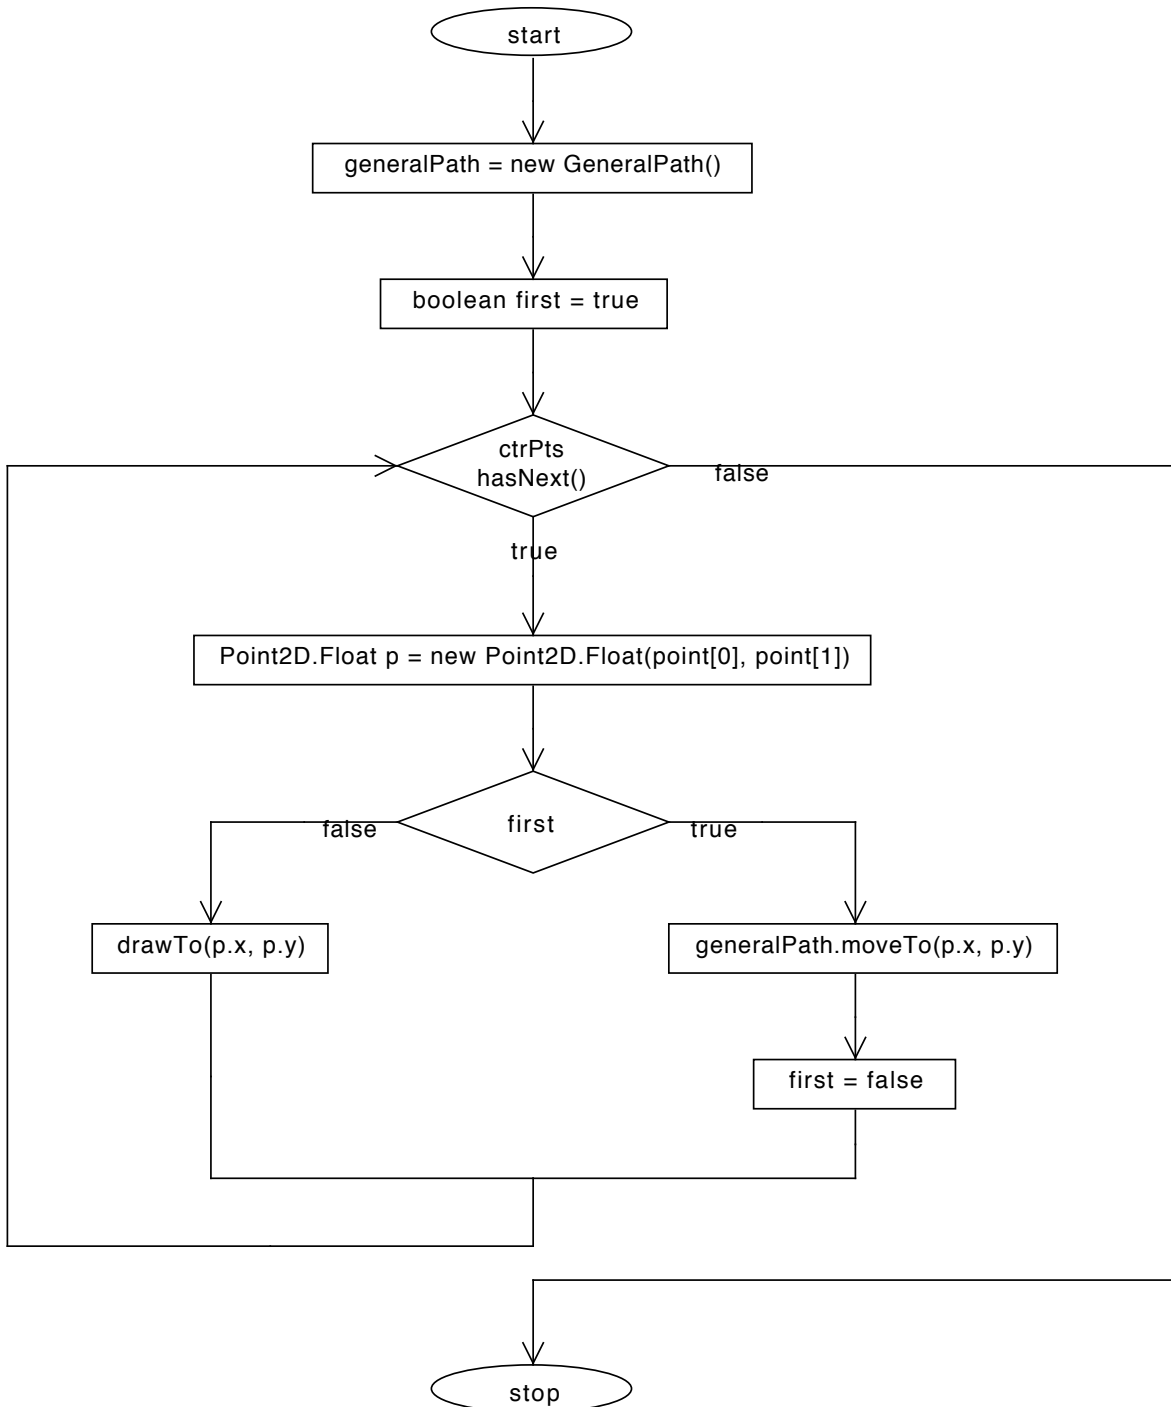 start
generalPath = new GeneralPath()
boolean first = true
ctrPts
hasNext()
false
true
Point2D.Float p = new Point2D.Float(point[0], point[1])
first
false
true
drawTo(p.x, p.y)
generalPath.moveTo(p.x, p.y)
first = false
stop